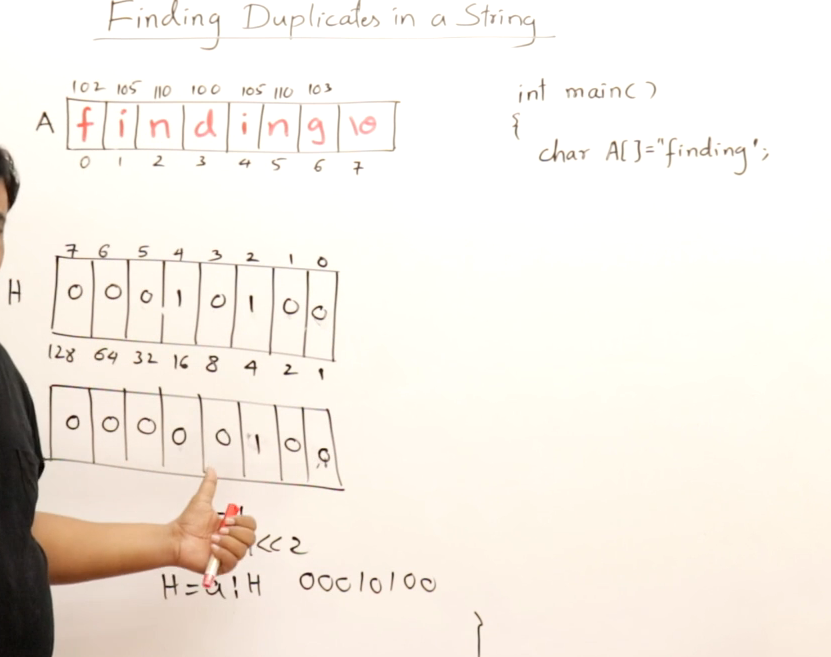 Finding Duplicates in a String
102 105 110 100 105 110 103
A f i n d i n g \0
0 1 2 3 4 5 6 7
int main()
{
char A[]="finding";
7 6 5 4 3 2 1 0
H 0 0 0 1 0 1 0 0
128 64 32 16 8 4 2 1
0 0 0 0 0 1 0 0
<<2
H=a|H 00010100
}